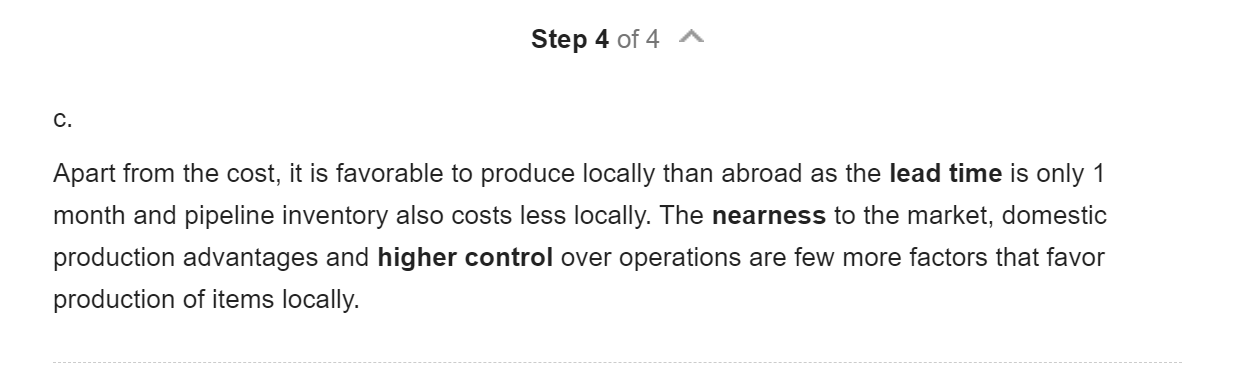 Step 4 of 4
c.
Apart from the cost, it is favorable to produce locally than abroad as the lead time is only 1
month and pipeline inventory also costs less locally. The nearness to the market, domestic
production advantages and higher control over operations are few more factors that favor
production of items locally.